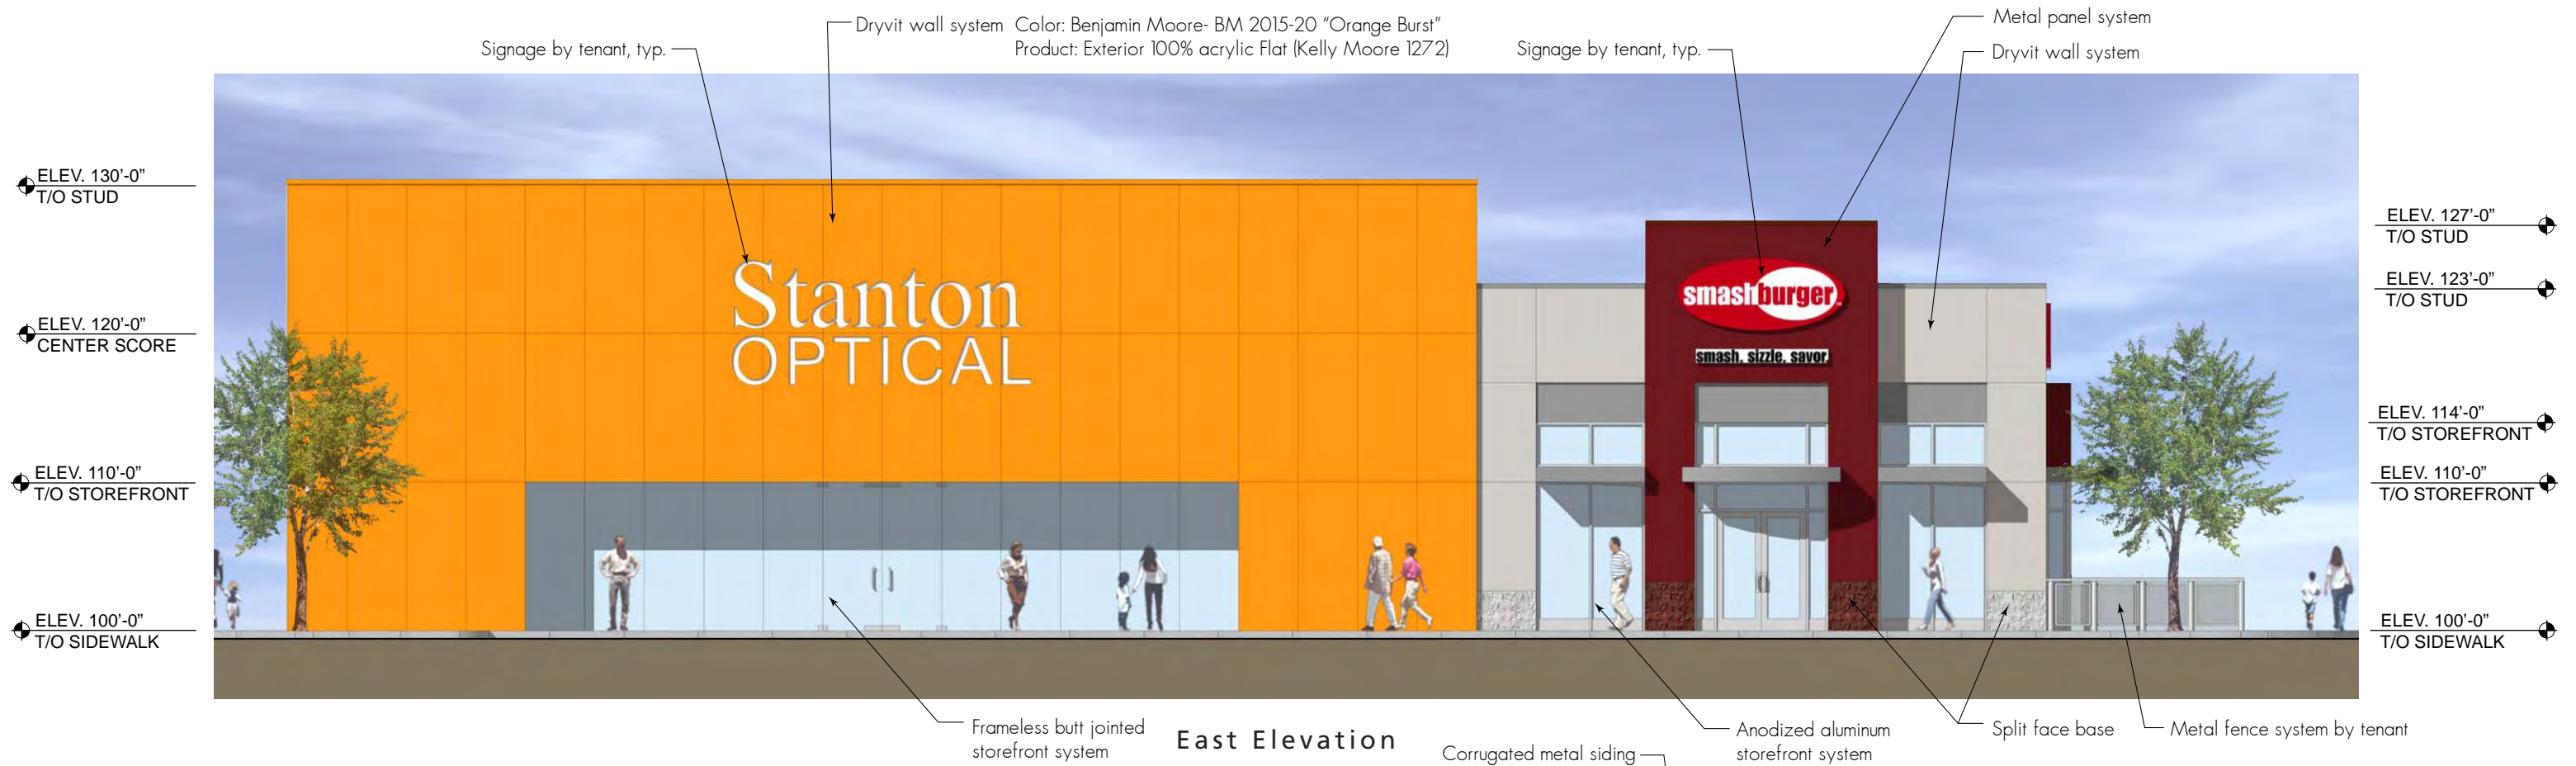 Dryvit wall system Color: Benjamin Moore- BM 2015-20 “Orange Burst”
Product: Exterior 100% acrylic Flat (Kelly Moore 1272)
Signage by tenant, typ.
Signage by tenant, typ.
Metal panel system
Dryvit wall system
ELEV. 130'-0”
T/O STUD
ELEV. 120'-0”
CENTER SCORE
ELEV. 110'-0”
T/O STOREFRONT
ELEV. 100'-0”
T/O SIDEWALK
Stanton
OPTICAL
smashburger
smash. sizzle. savor.
ELEV. 127'-0”
T/O STUD
ELEV. 123'-0”
T/O STUD
ELEV. 114'-0”
T/O STOREFRONT
ELEV. 110'-0”
T/O STOREFRONT
ELEV. 100'-0”
T/O SIDEWALK
Frameless butt jointed
storefront system
East Elevation
Corrugated metal siding
Anodized aluminum
storefront system
Split face base
Metal fence system by tenant